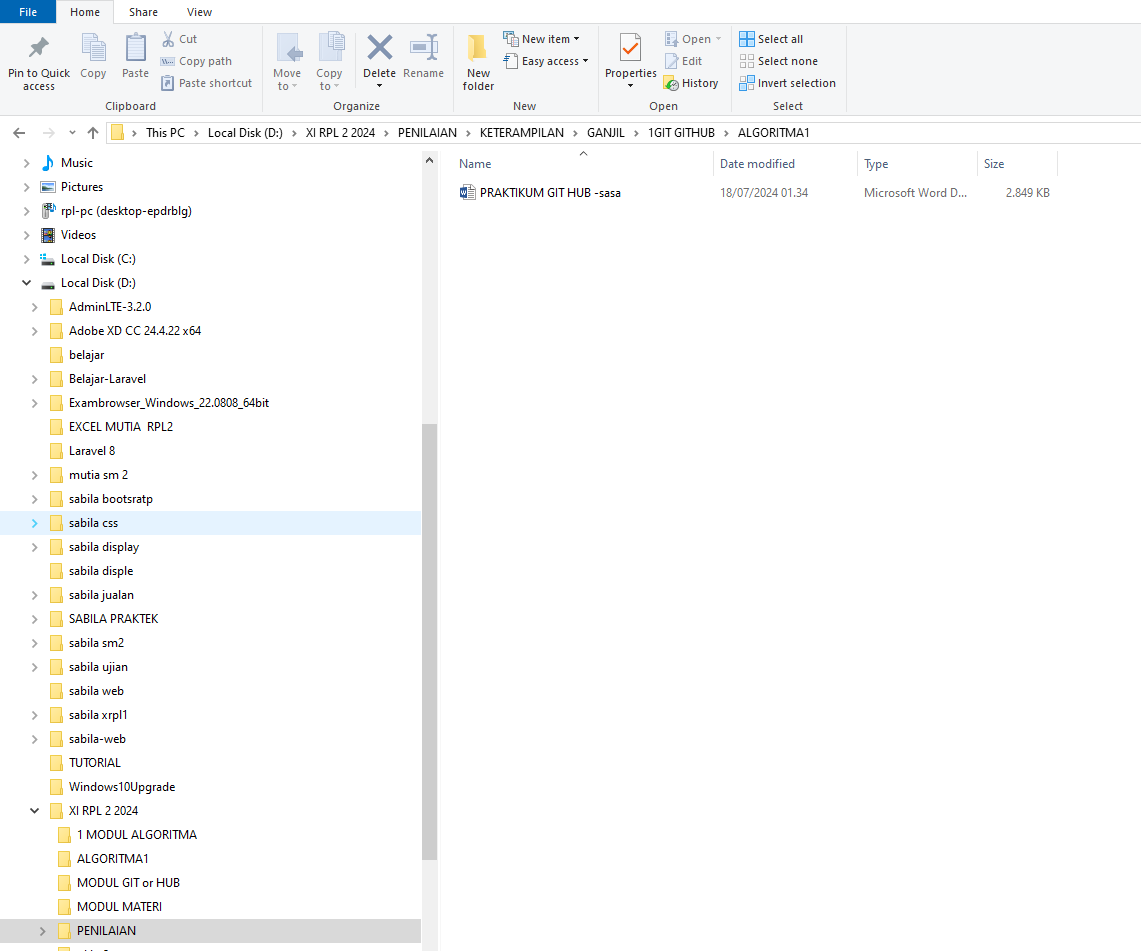 File Home Share View
Pin to Quick access
Copy
Paste
Cut
Copy path
Paste shortcut
Clipboard
Move to
Copy to
Delete
Rename
Organize
New folder
New item
Easy access
New
Properties
Open
Edit
History
Open
Select all
Select none
Invert selection
Select
This PC > Local Disk (D:) > XI RPL 2 2024 > PENILAIAN > KETERAMPILAN > GANJIL > 1GIT GITHUB > ALGORITMA1
Music
Pictures
rpl-pc (desktop-epdrblg)
Videos
Local Disk (C:)
Local Disk (D:)
AdminLTE-3.2.0
Adobe XD CC 24.4.22 x64
belajar
Belajar-Laravel
Exambrowser_Windows_22.0808_64bit
EXCEL MUTIA  RPL2
Laravel 8
mutia sm 2
sabila bootsratp
sabila css
sabila display
sabila disple
sabila jualan
SABILA PRAKTEK
sabila sm2
sabila ujian
sabila web
sabila xrpl1
sabila-web
TUTORIAL
Windows10Upgrade
XI RPL 2 2024
1 MODUL ALGORITMA
ALGORITMA1
MODUL GIT or HUB
MODUL MATERI
PENILAIAN
Name Date modified Type Size
PRAKTIKUM GIT HUB -sasa 18/07/2024 01.34 Microsoft Word D... 2.849 KB